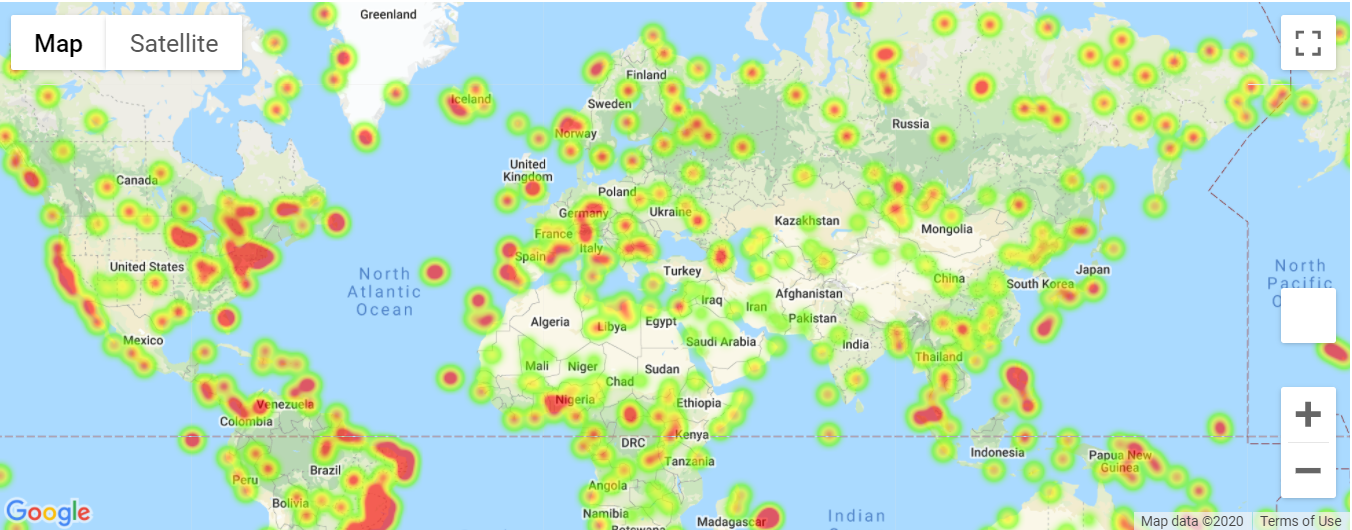 Map
Satellite
Greenland
Iceland
Finland
Sweden
Norway
Russia
Canada
United
Kingdom
Poland
Germany
Ukraine
Kazakhstan
Mongolia
France
Italy
Spain
United States
North
Atlantic
Ocean
Turkey
China
South Korea
Japan
North
Pacific
Afghanistan
Iraq
Iran
Pakistan
Algeria
Libya
Egypt
Saudi Arabia
India
Mexico
Mali
Niger
Chad
Sudan
Thailand
Nigeria
Ethiopia
Venezuela
Colombia
DRC
Kenya
Tanzania
Indonesia
Papua New
Guinea
Brazil
Peru
Bolivia
Angola
Namibia
Botswana
Madagascar
Indian
Google
Map data ©2020
Terms of Use